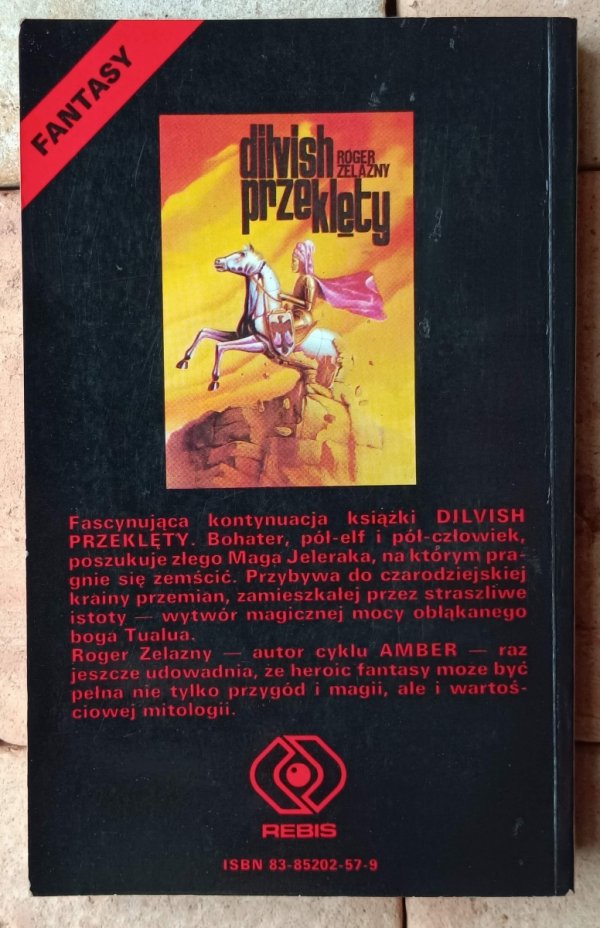 FANTASY
dilvish
ROGER
ZELAZNY
przeklęty
Fascynująca kontynuacja książki DILVISH
PRZEKLĘTY. Bohater, pół-elf i pół-człowiek,
poszukuje złego Maga Jeleraka, na którym pra-
gnie się zemścić. Przybywa do czarodziejskiej
krainy przemian, zamieszkałej przez straszliwe
istoty — wytwór magicznej mocy obłąkanego
boga Tualua.
Roger Zelazny — autor cyklu AMBER — raz
jeszcze udowadnia, że heroic fantasy może być
pełna nie tylko przygód i magii, ale i wartoś-
ciowej mitologii.
REBIS
ISBN 83-85202-57-9